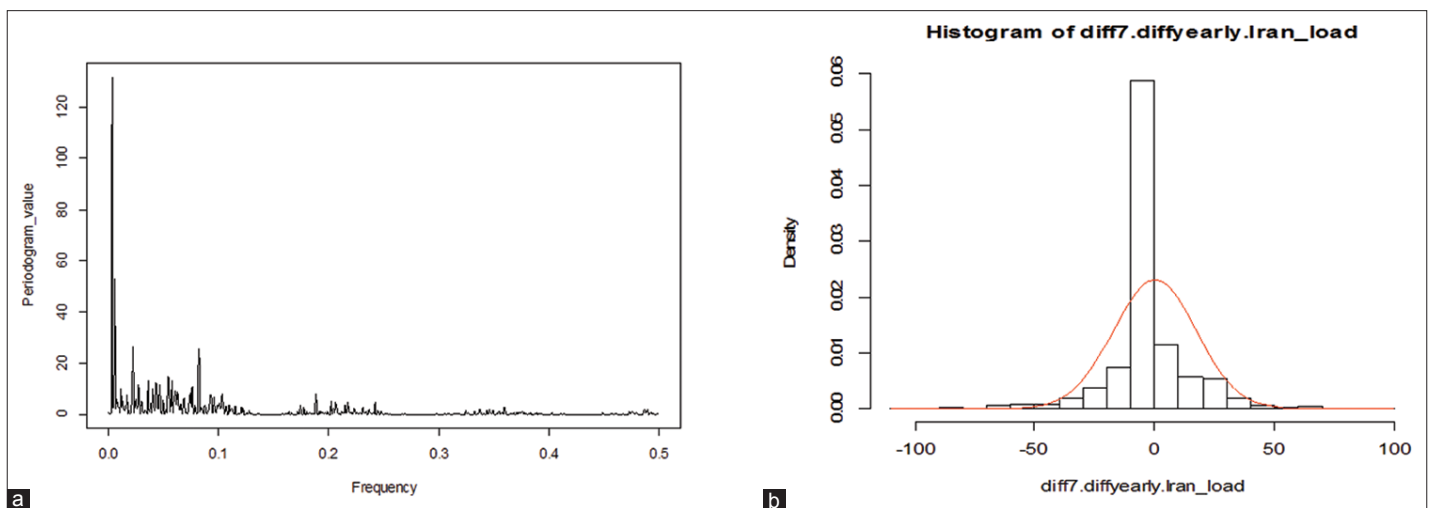 120
100
80
60
40
20
0
Periodogram_value
0.0 0.1 0.2 0.3 0.4 0.5
Frequency
a
Histogram of diff7.diffyearly.Iran_load
0.06
0.05
0.04
0.03
0.02
0.01
0.00
Density
-100 -50 0 50 100
diff7.diffyearly.Iran_load
b